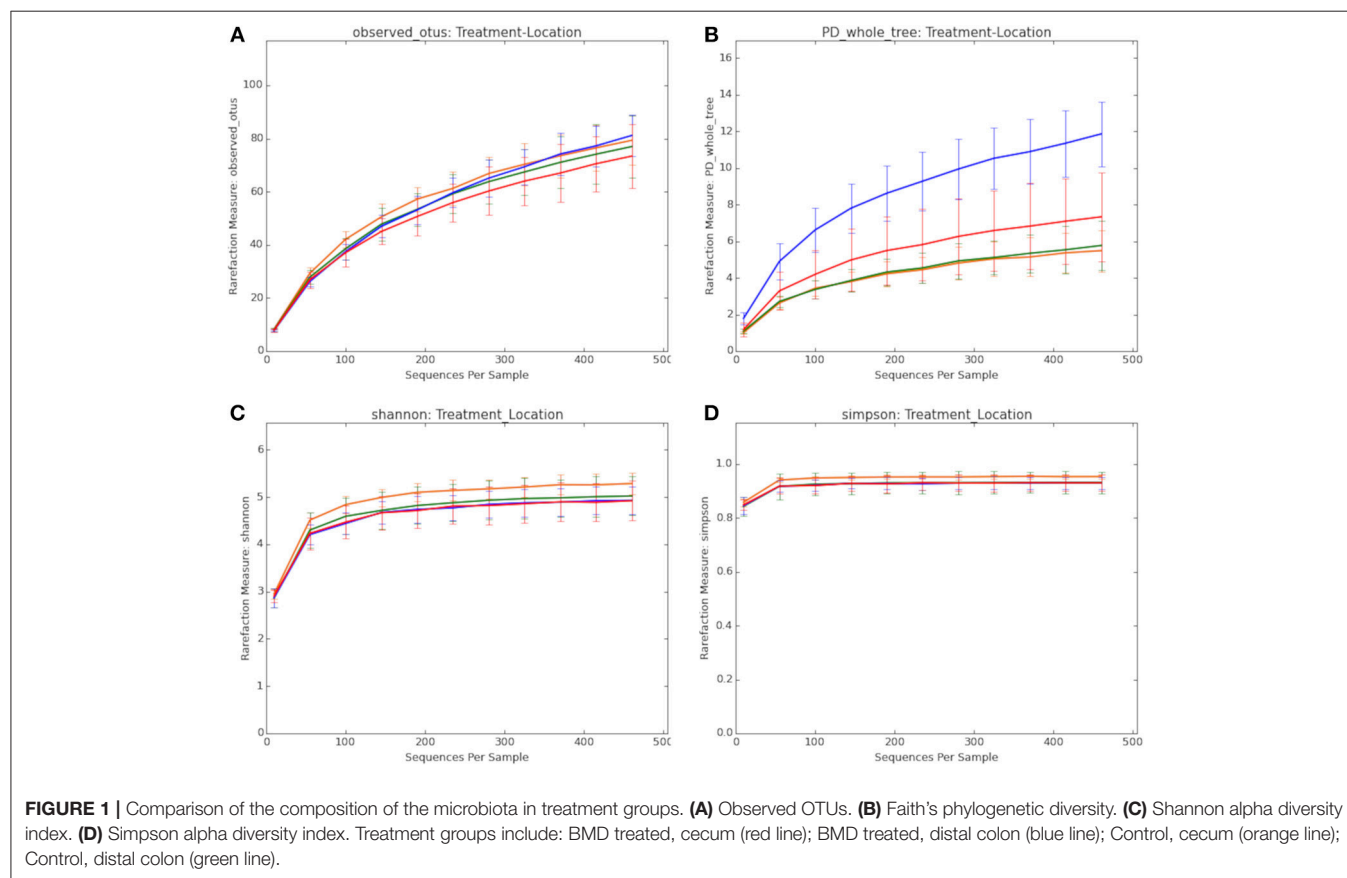 A
observed_otus: Treatment-Location
Rarefaction Measure: observed_otus
100
80
60
40
20
0
0 100 200 300 400 500
Sequences Per Sample
B
PD_whole_tree: Treatment-Location
Rarefaction Measure: PD_whole_tree
16
14
12
10
8
6
4
2
0
0 100 200 300 400 500
Sequences Per Sample
C
shannon: Treatment_Location
Rarefaction Measure: shannon
6
5
4
3
2
1
0
0 100 200 300 400 500
Sequences Per Sample
D
simpson: Treatment_Location
Rarefaction Measure: simpson
1.0
0.8
0.6
0.4
0.2
0.0
0 100 200 300 400 500
Sequences Per Sample
FIGURE 1 | Comparison of the composition of the microbiota in treatment groups. (A) Observed OTUs. (B) Faith's phylogenetic diversity. (C) Shannon alpha diversity
index. (D) Simpson alpha diversity index. Treatment groups include: BMD treated, cecum (red line); BMD treated, distal colon (blue line); Control, cecum (orange line);
Control, distal colon (green line).